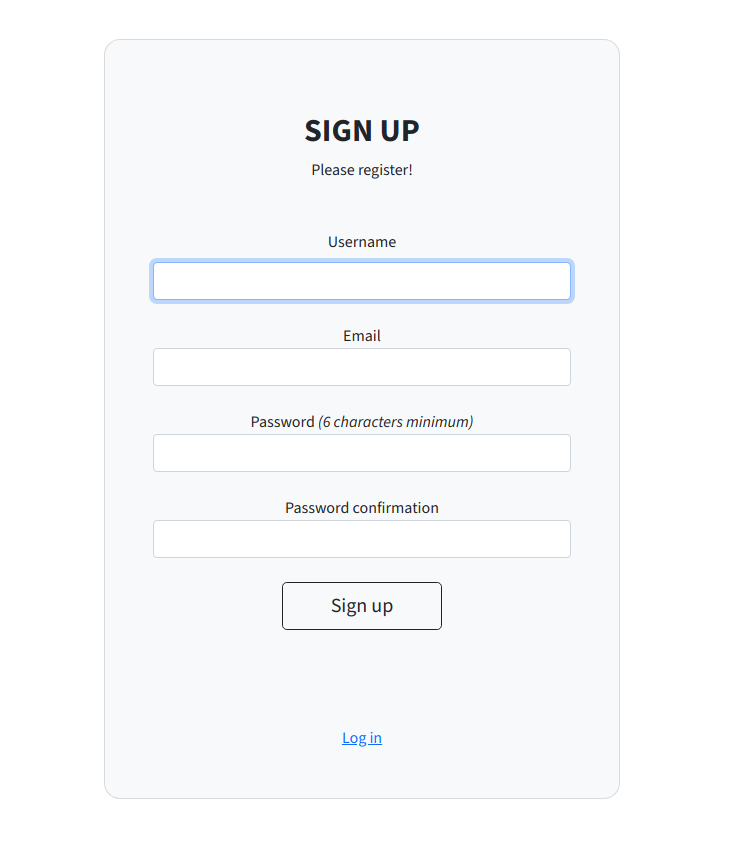 SIGN UP
Please register!
Username
Email
Password (6 characters minimum)
Password confirmation
Sign up
Log in